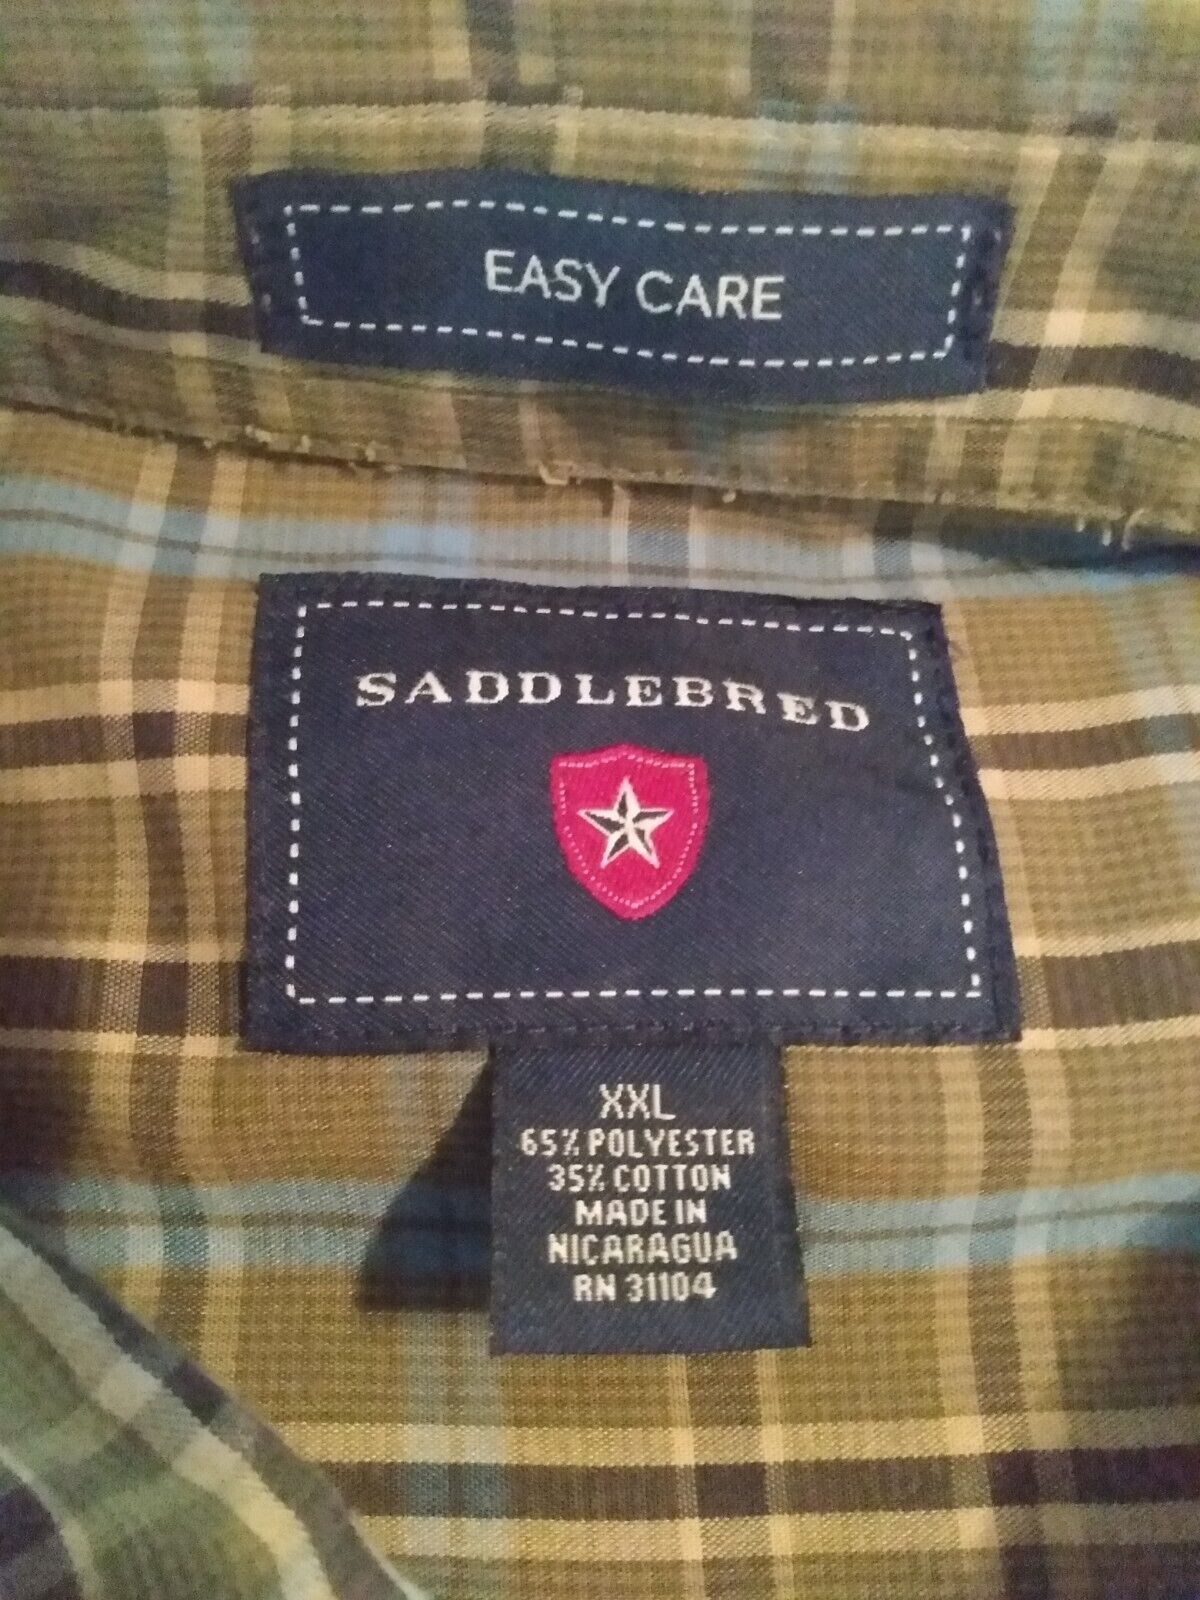 EASY CARE
SADDLEBRED
XXL
65% POLYESTER
35% COTTON
MADE IN
NICARAGUA
RN 31104